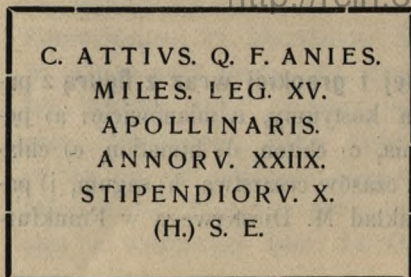 C. ATTIVS. Q. F. ANIES.
MILES. LEG. XV.
APOLLINARIS.
ANNORV. XXIIX.
STIPENDIORV. X.
(H.) S. E.